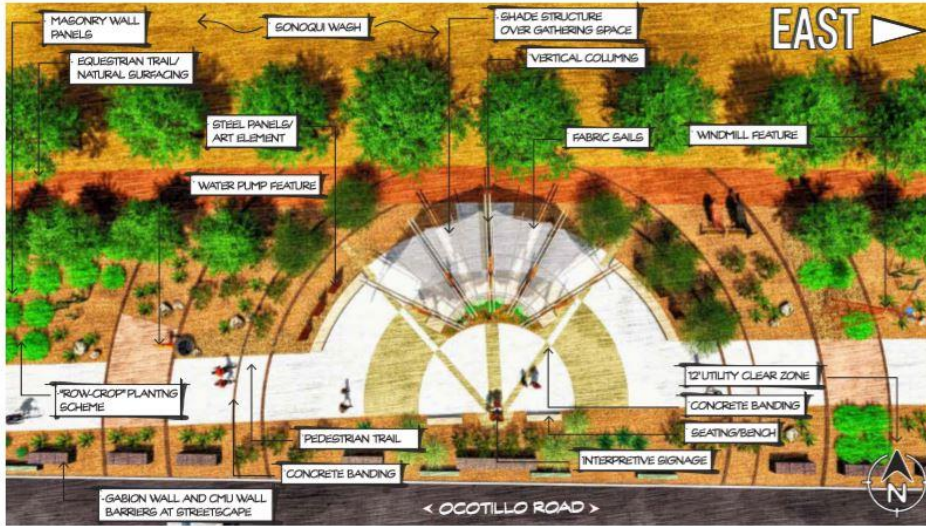 MASONRY WALL
PANELS
SONOQUI WASH
SHADE STRUCTURE
OVER GATHERING SPACE
EAST
EQUESTRIAN TRAIL/
NATURAL SURFACING
VERTICAL COLUMNS
STEEL PANELS/
ART ELEMENT
FABRIC SAILS
WINDMILL FEATURE
WATER PUMP FEATURE
12' UTILITY CLEAR ZONE
"ROW-CROP" PLANTNG
SCHEME
CONCRETE BANDING
PEDESTRIAN TRAIL
SEATING/BENCH
INTERPRETIVE SIGNAGE
CONCRETE BANDING
GABION WALL AND CMU WALL
BARRIERS AT STREETSCAPE
< OCOTILLO ROAD >
N